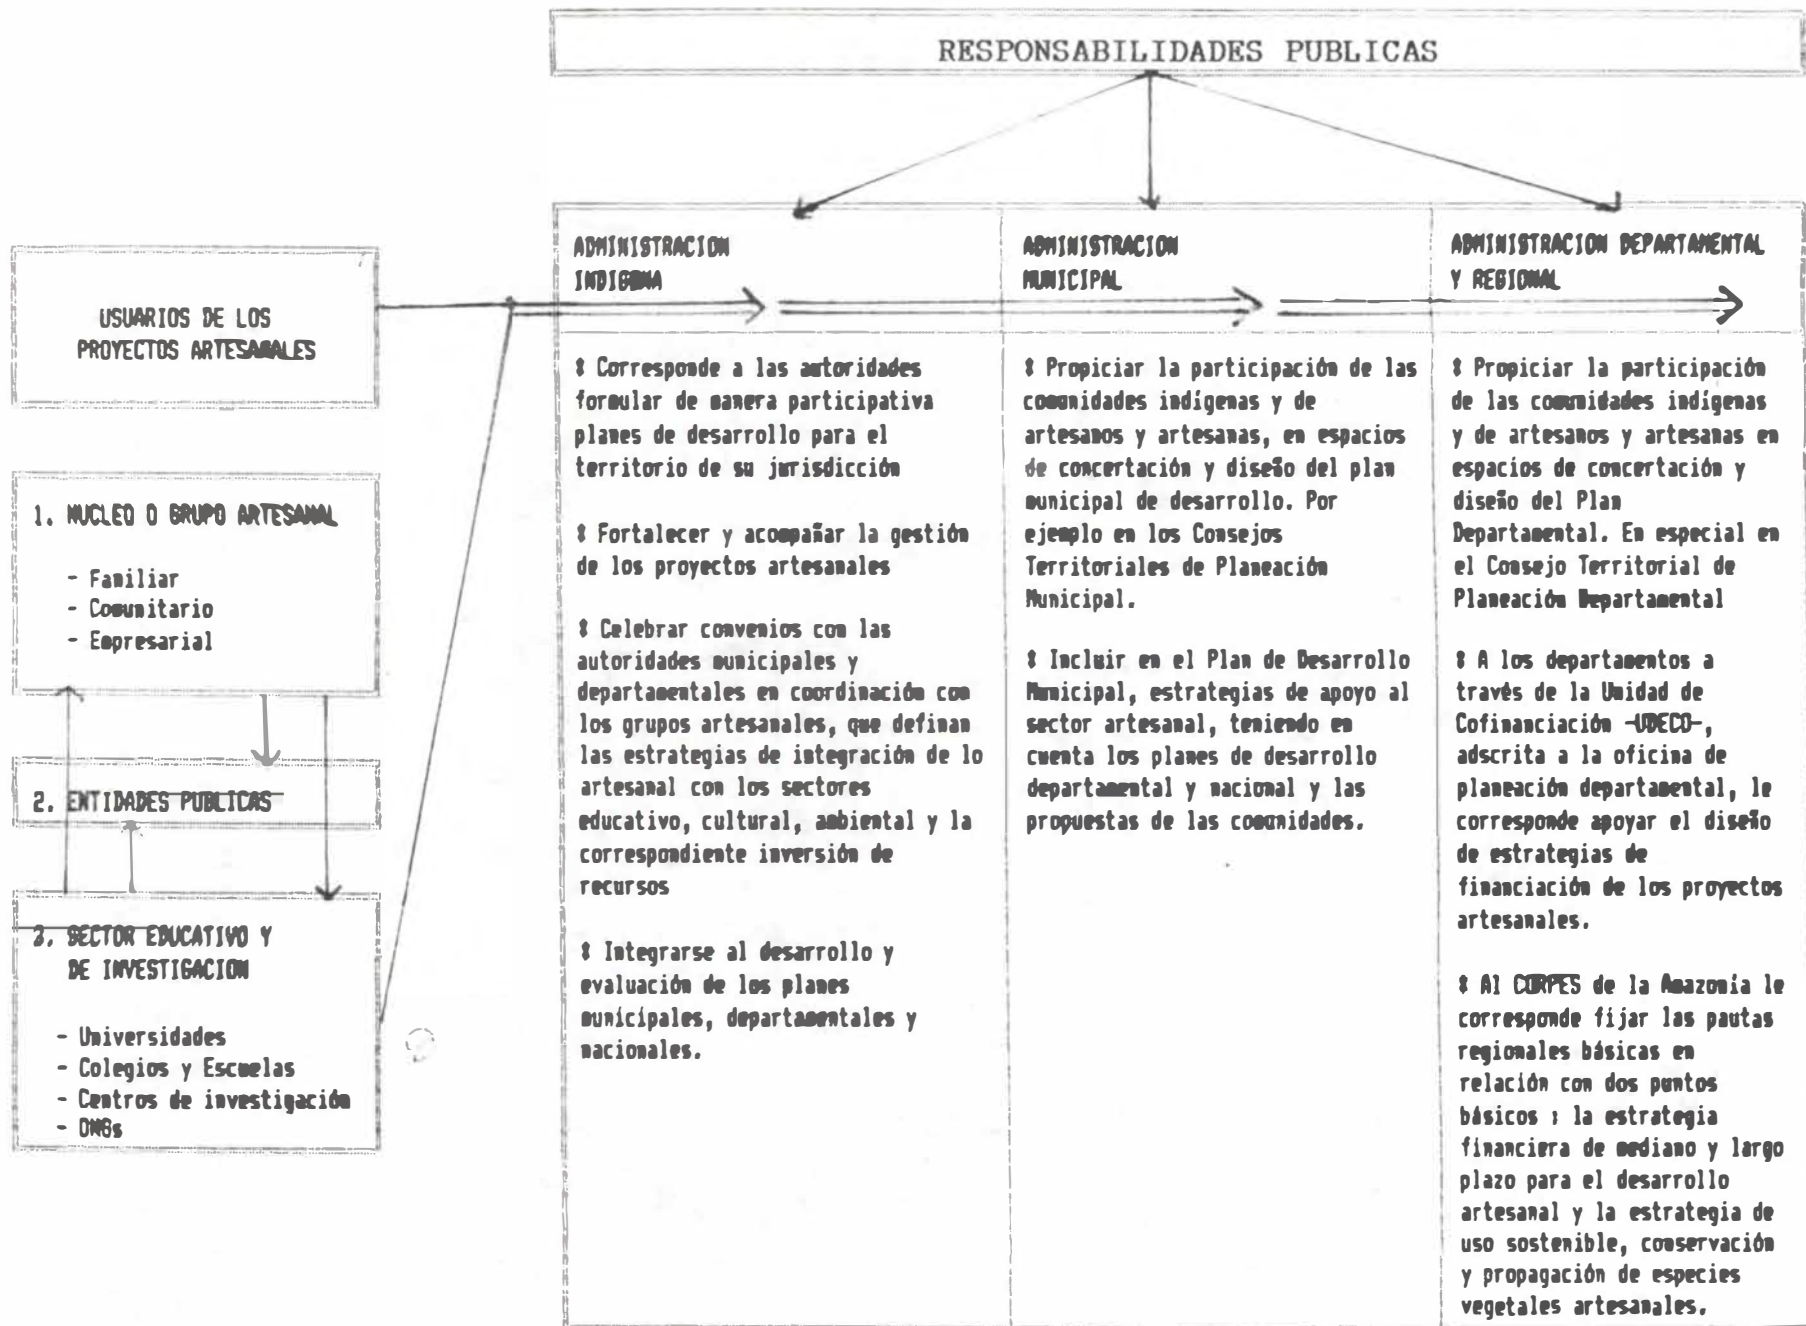 RESPONSABILIDADES PUBLICAS
USUARIOS DE LOS
PROYECTOS ARTESANALES
1. NUCLEO O GRUPO ARTESANAL
- Familiar
- Comunitario
- Empresarial
2. ENTIDADES PUBLICAS
3. SECTOR EDUCATIVO Y
DE INVESTIGACION
- Universidades
- Colegios y Escuelas
- Centros de investigación
- ONGs
ADMINISTRACION
INDIGENA
* Corresponde a las autoridades
formular de manera participativa
planes de desarrollo para el
territorio de su jurisdicción
* Fortalecer y acompañar la gestión
de los proyectos artesanales
* Celebrar convenios con las
autoridades municipales y
departamentales en coordinación con
los grupos artesanales, que definan
las estrategias de integración de lo
artesanal con los sectores
educativo, cultural, ambiental y la
correspondiente inversión de
recursos
* Integrarse al desarrollo y
evaluación de los planes
municipales, departamentales y
nacionales.
ADMINISTRACION
MUNICIPAL
* Propiciar la participación de las
comunidades indígenas y de
artesanos y artesanas, en espacios
de concertación y diseño del plan
municipal de desarrollo. Por
ejemplo en los Consejos
Territoriales de Planeación
Municipal.
* Incluir en el Plan de Desarrollo
Municipal, estrategias de apoyo al
sector artesanal, teniendo en
cuenta los planes de desarrollo
departamental y nacional y las
propuestas de las comunidades.
ADMINISTRACION DEPARTAMENTAL
Y REGIONAL
* Propiciar la participación
de las comunidades indígenas
y de artesanos y artesanas en
espacios de concertación y
diseño del Plan
Departamental. En especial en
el Consejo Territorial de
Planeación Departamental
* A los departamentos a
través de la Unidad de
Cofinanciación -UDECO-,
adscrita a la oficina de
planeación departamental, le
corresponde apoyar el diseño
de estrategias de
financiación de los proyectos
artesanales.
* Al CORPES de la Amazonia le
corresponde fijar las pautas
regionales básicas en
relación con dos puntos
básicos : la estrategia
financiera de mediano y largo
plazo para el desarrollo
artesanal y la estrategia de
uso sostenible, conservación
y propagación de especies
vegetales artesanales.